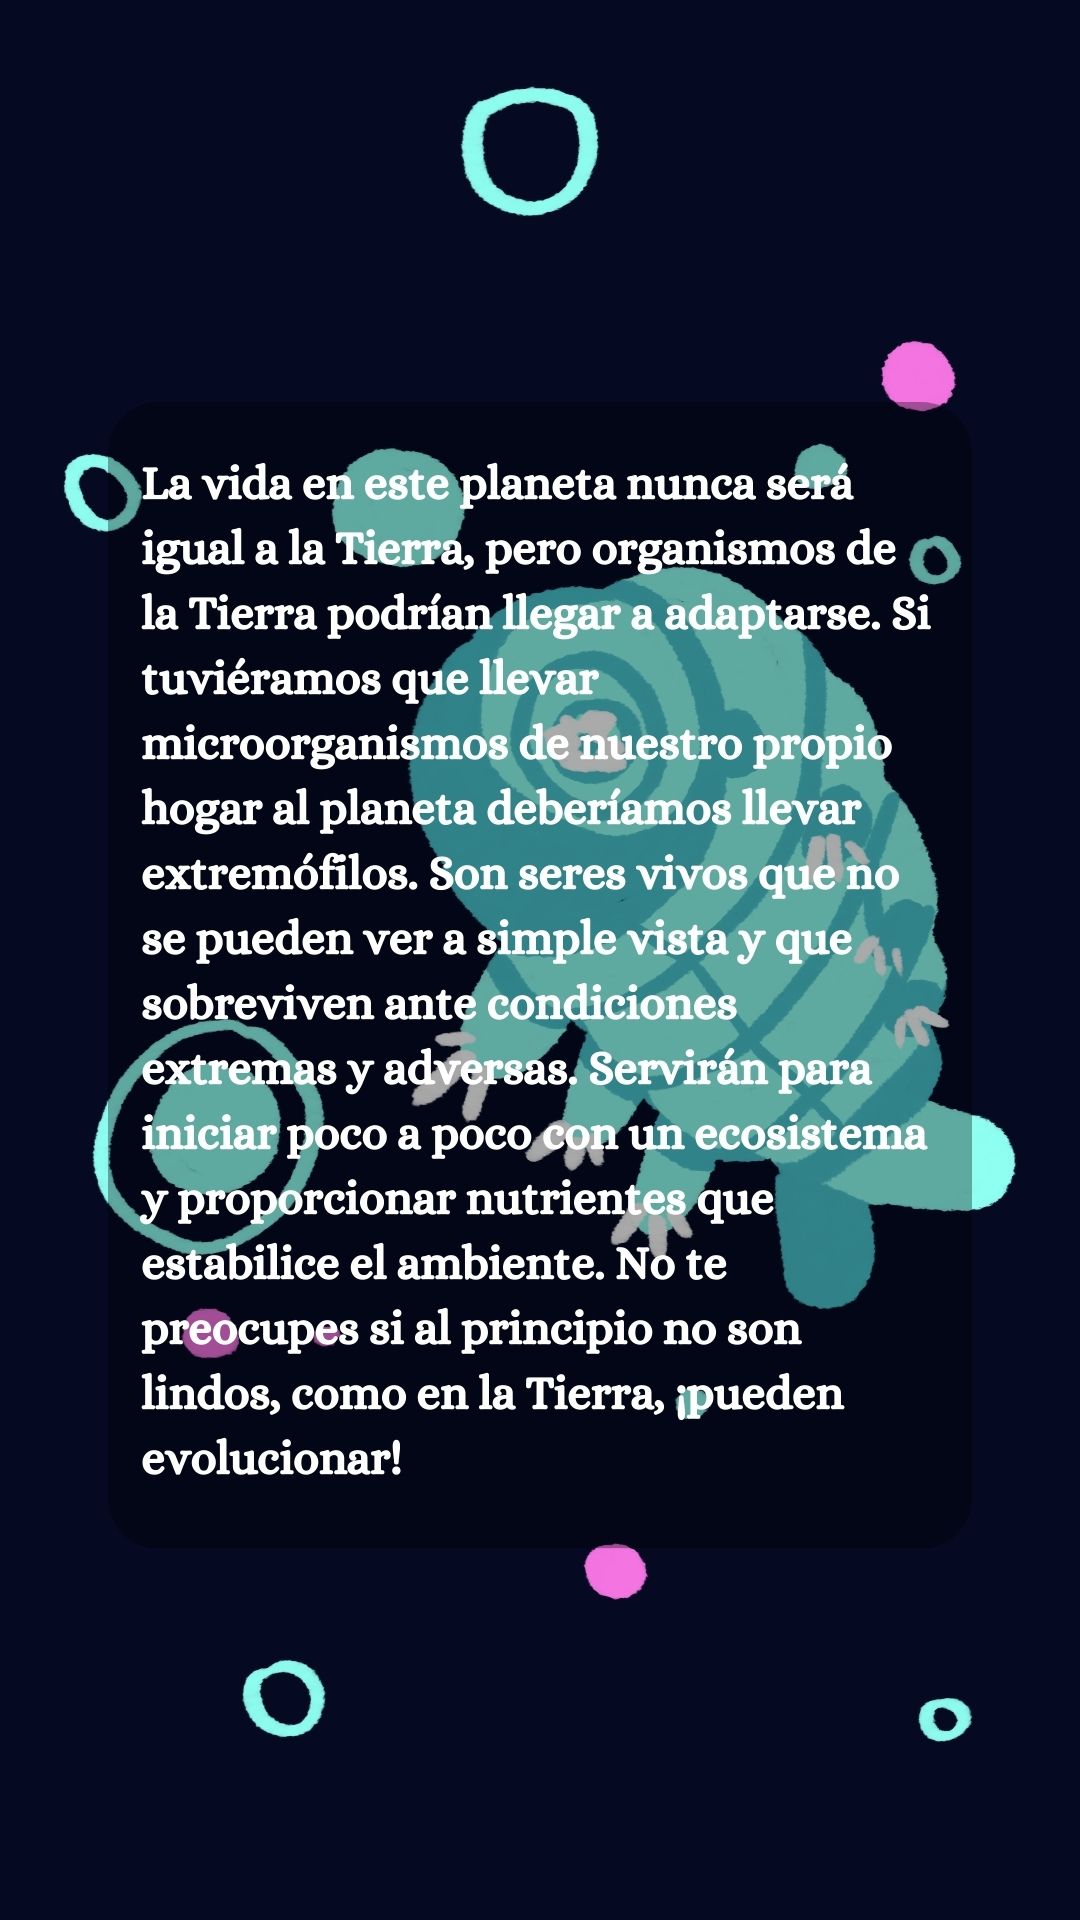 La vida en este planeta nunca será
igual a la Tierra, pero organismos de
la Tierra podrían llegar a adaptarse. Si
tuviéramos que llevar
microorganismos de nuestro propio
hogar al planeta deberíamos llevar
extremófilos. Son seres vivos que no
se pueden ver a simple vista y que
sobreviven ante condiciones
extremas y adversas. Servirán para
iniciar poco a poco con un ecosistema
y proporcionar nutrientes que
estabilice el ambiente. No te
preocupes si al principio no son
lindos, como en la Tierra, ¡pueden
evolucionar!